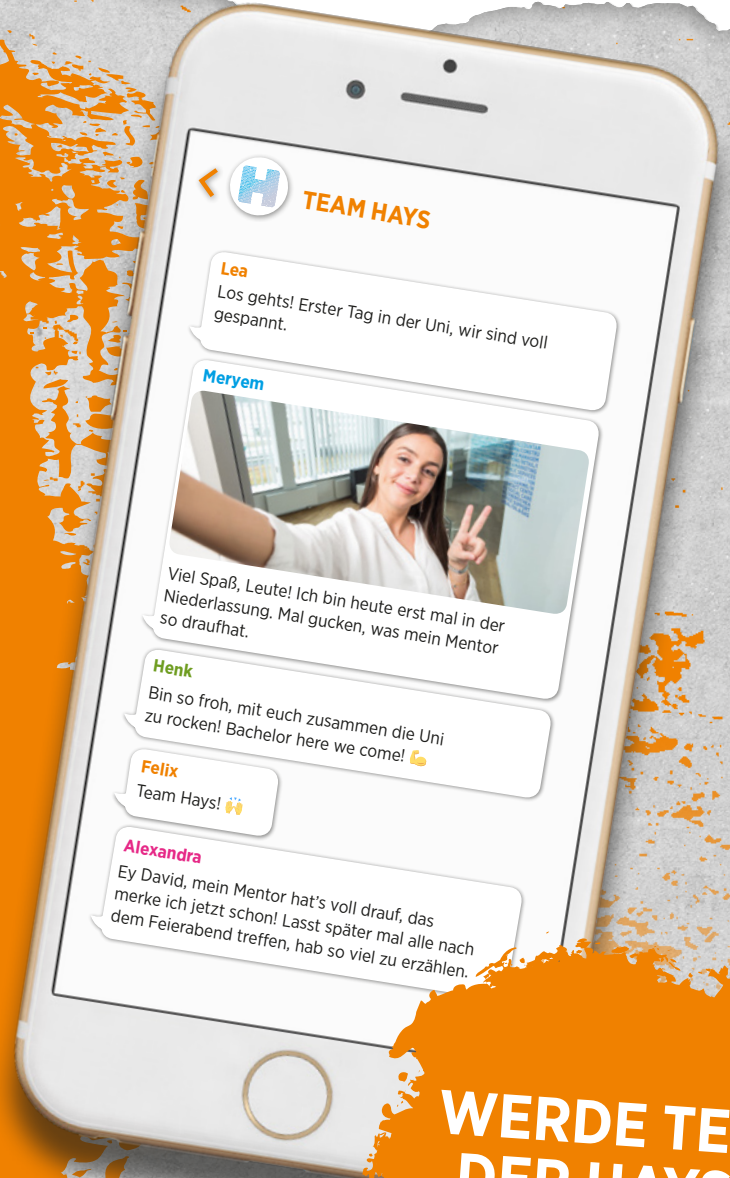 TEAM HAYS
Lea
Los gehts! Erster Tag in der Uni, wir sind voll
gespannt.
Meryem
Viel Spaß, Leute! Ich bin heute erst mal in der
Niederlassung. Mal gucken, was mein Mentor
so draufhat.
Henk
Bin so froh, mit euch zusammen die Uni
zu rocken! Bachelor here we come! 💪
Felix
Team Hays! 🙌
Alexandra
Ey David, mein Mentor hat’s voll drauf, das
merke ich jetzt schon! Lasst später mal alle nach
dem Feierabend treffen, hab so viel zu erzählen.
WERDE TE
DER HAYS